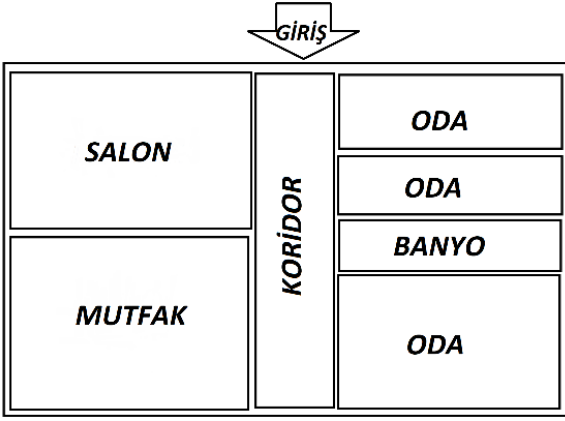 GİRİŞ
SALON
MUTFAK
KORİDOR
ODA
ODA
BANYO
ODA